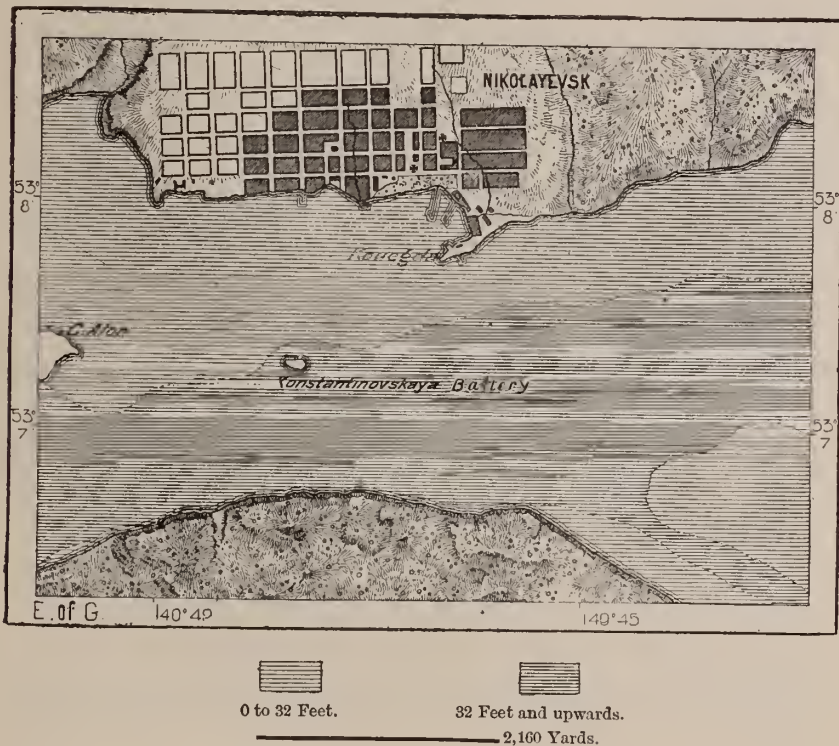 NIKOLAYEVSK
53°
8'
53°
8'
C. Alor
Konstantinovskaya Battery
53°
7'
53°
7
E. of G.
140°42
149°45
0 to 32 Feet.
32 Feet and upwards.
2,160 Yards.